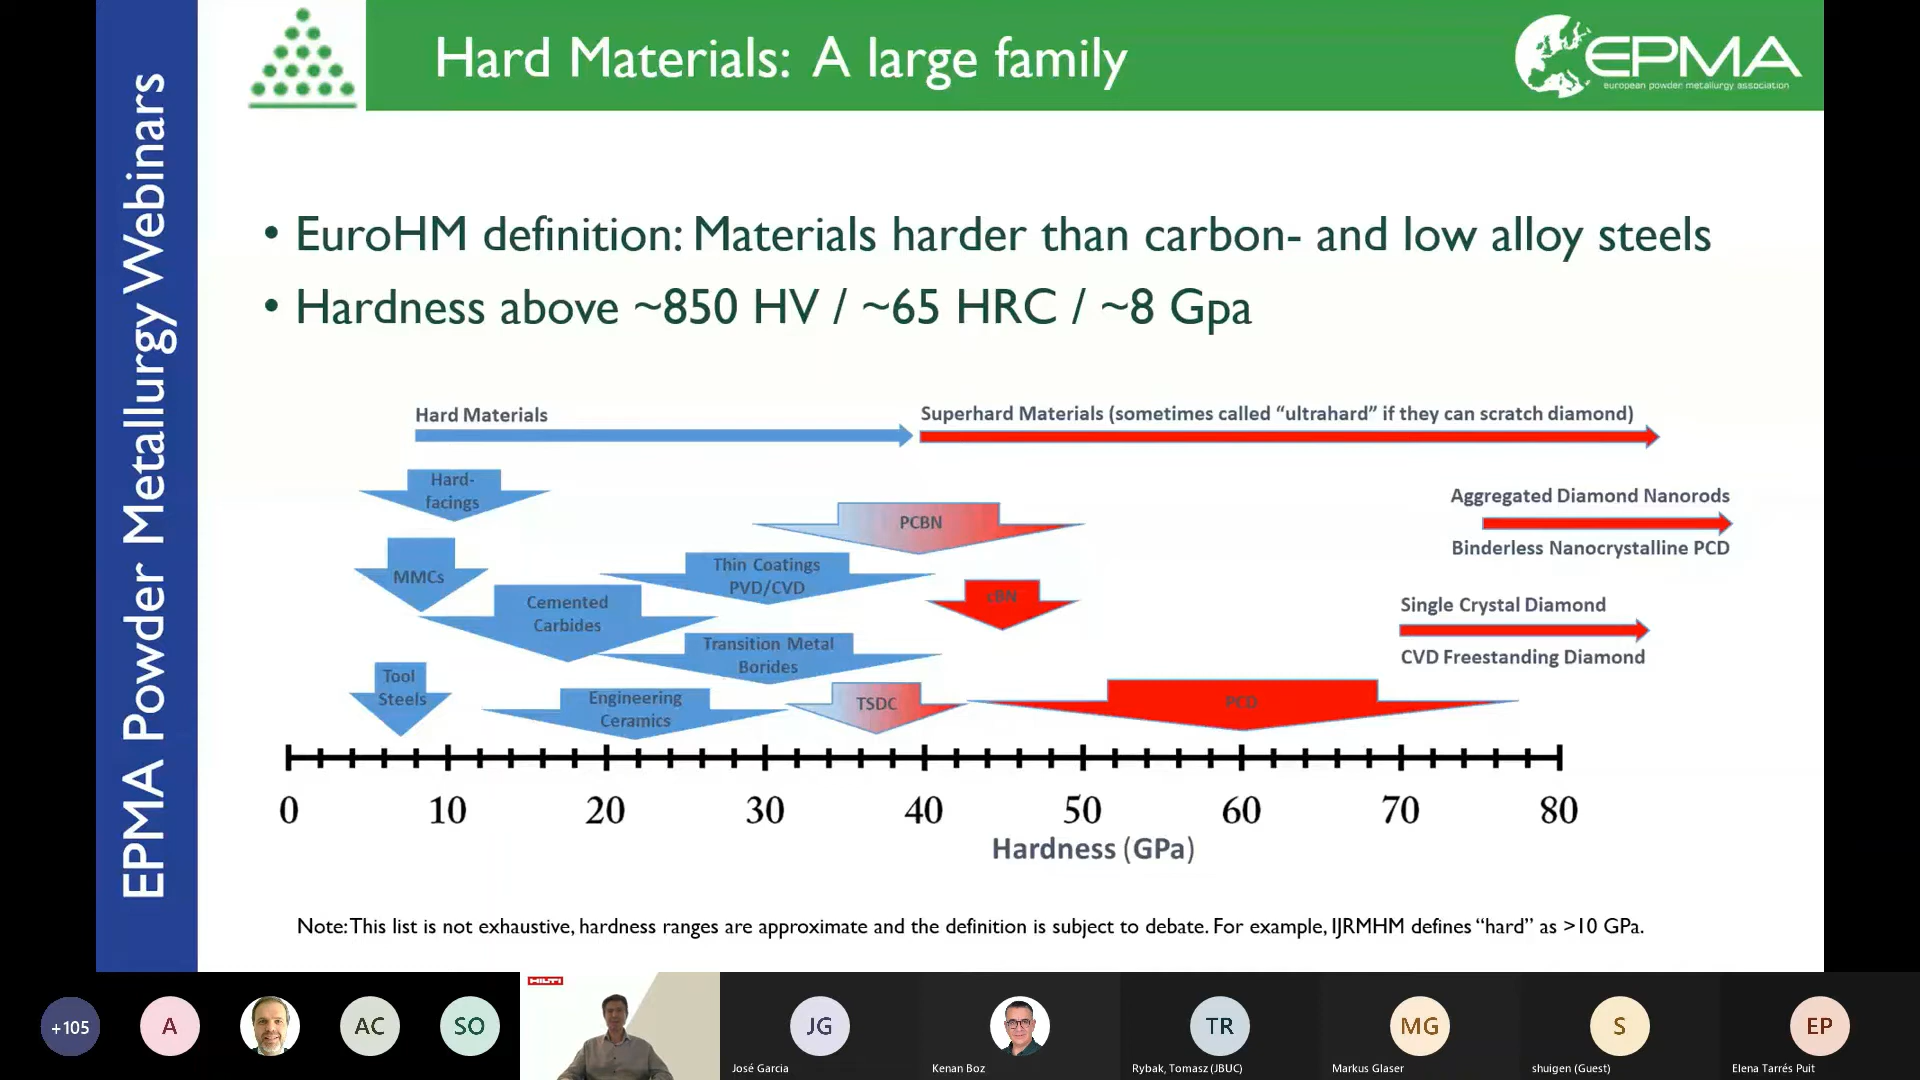 EPMA Powder Metallurgy Webinars
Hard Materials: A large family
EPMA
european powder metallurgy association
• EuroHM definition: Materials harder than carbon- and low alloy steels
• Hardness above ~850 HV / ~65 HRC / ~8 Gpa
Hard Materials
Superhard Materials (sometimes called “ultrahard” if they can scratch diamond)
Hard-
facings
Aggregated Diamond Nanorods
PCBN
Binderless Nanocrystalline PCD
MMCs
Thin Coatings
PVD/CVD
cBN
Cemented
Carbides
Single Crystal Diamond
Transition Metal
Borides
CVD Freestanding Diamond
Tool
Steels
Engineering
Ceramics
TSDC
PCD
0 10 20 30 40 50 60 70 80
Hardness (GPa)
Note: This list is not exhaustive, hardness ranges are approximate and the definition is subject to debate. For example, IJRMHM defines “hard” as >10 GPa.
HILTI
+105
A
AC
SO
JG
José Garcia
Kenan Boz
TR
Rybak, Tomasz (JBUC)
MG
Markus Glaser
S
shuigen (Guest)
EP
Elena Tarrés Puit